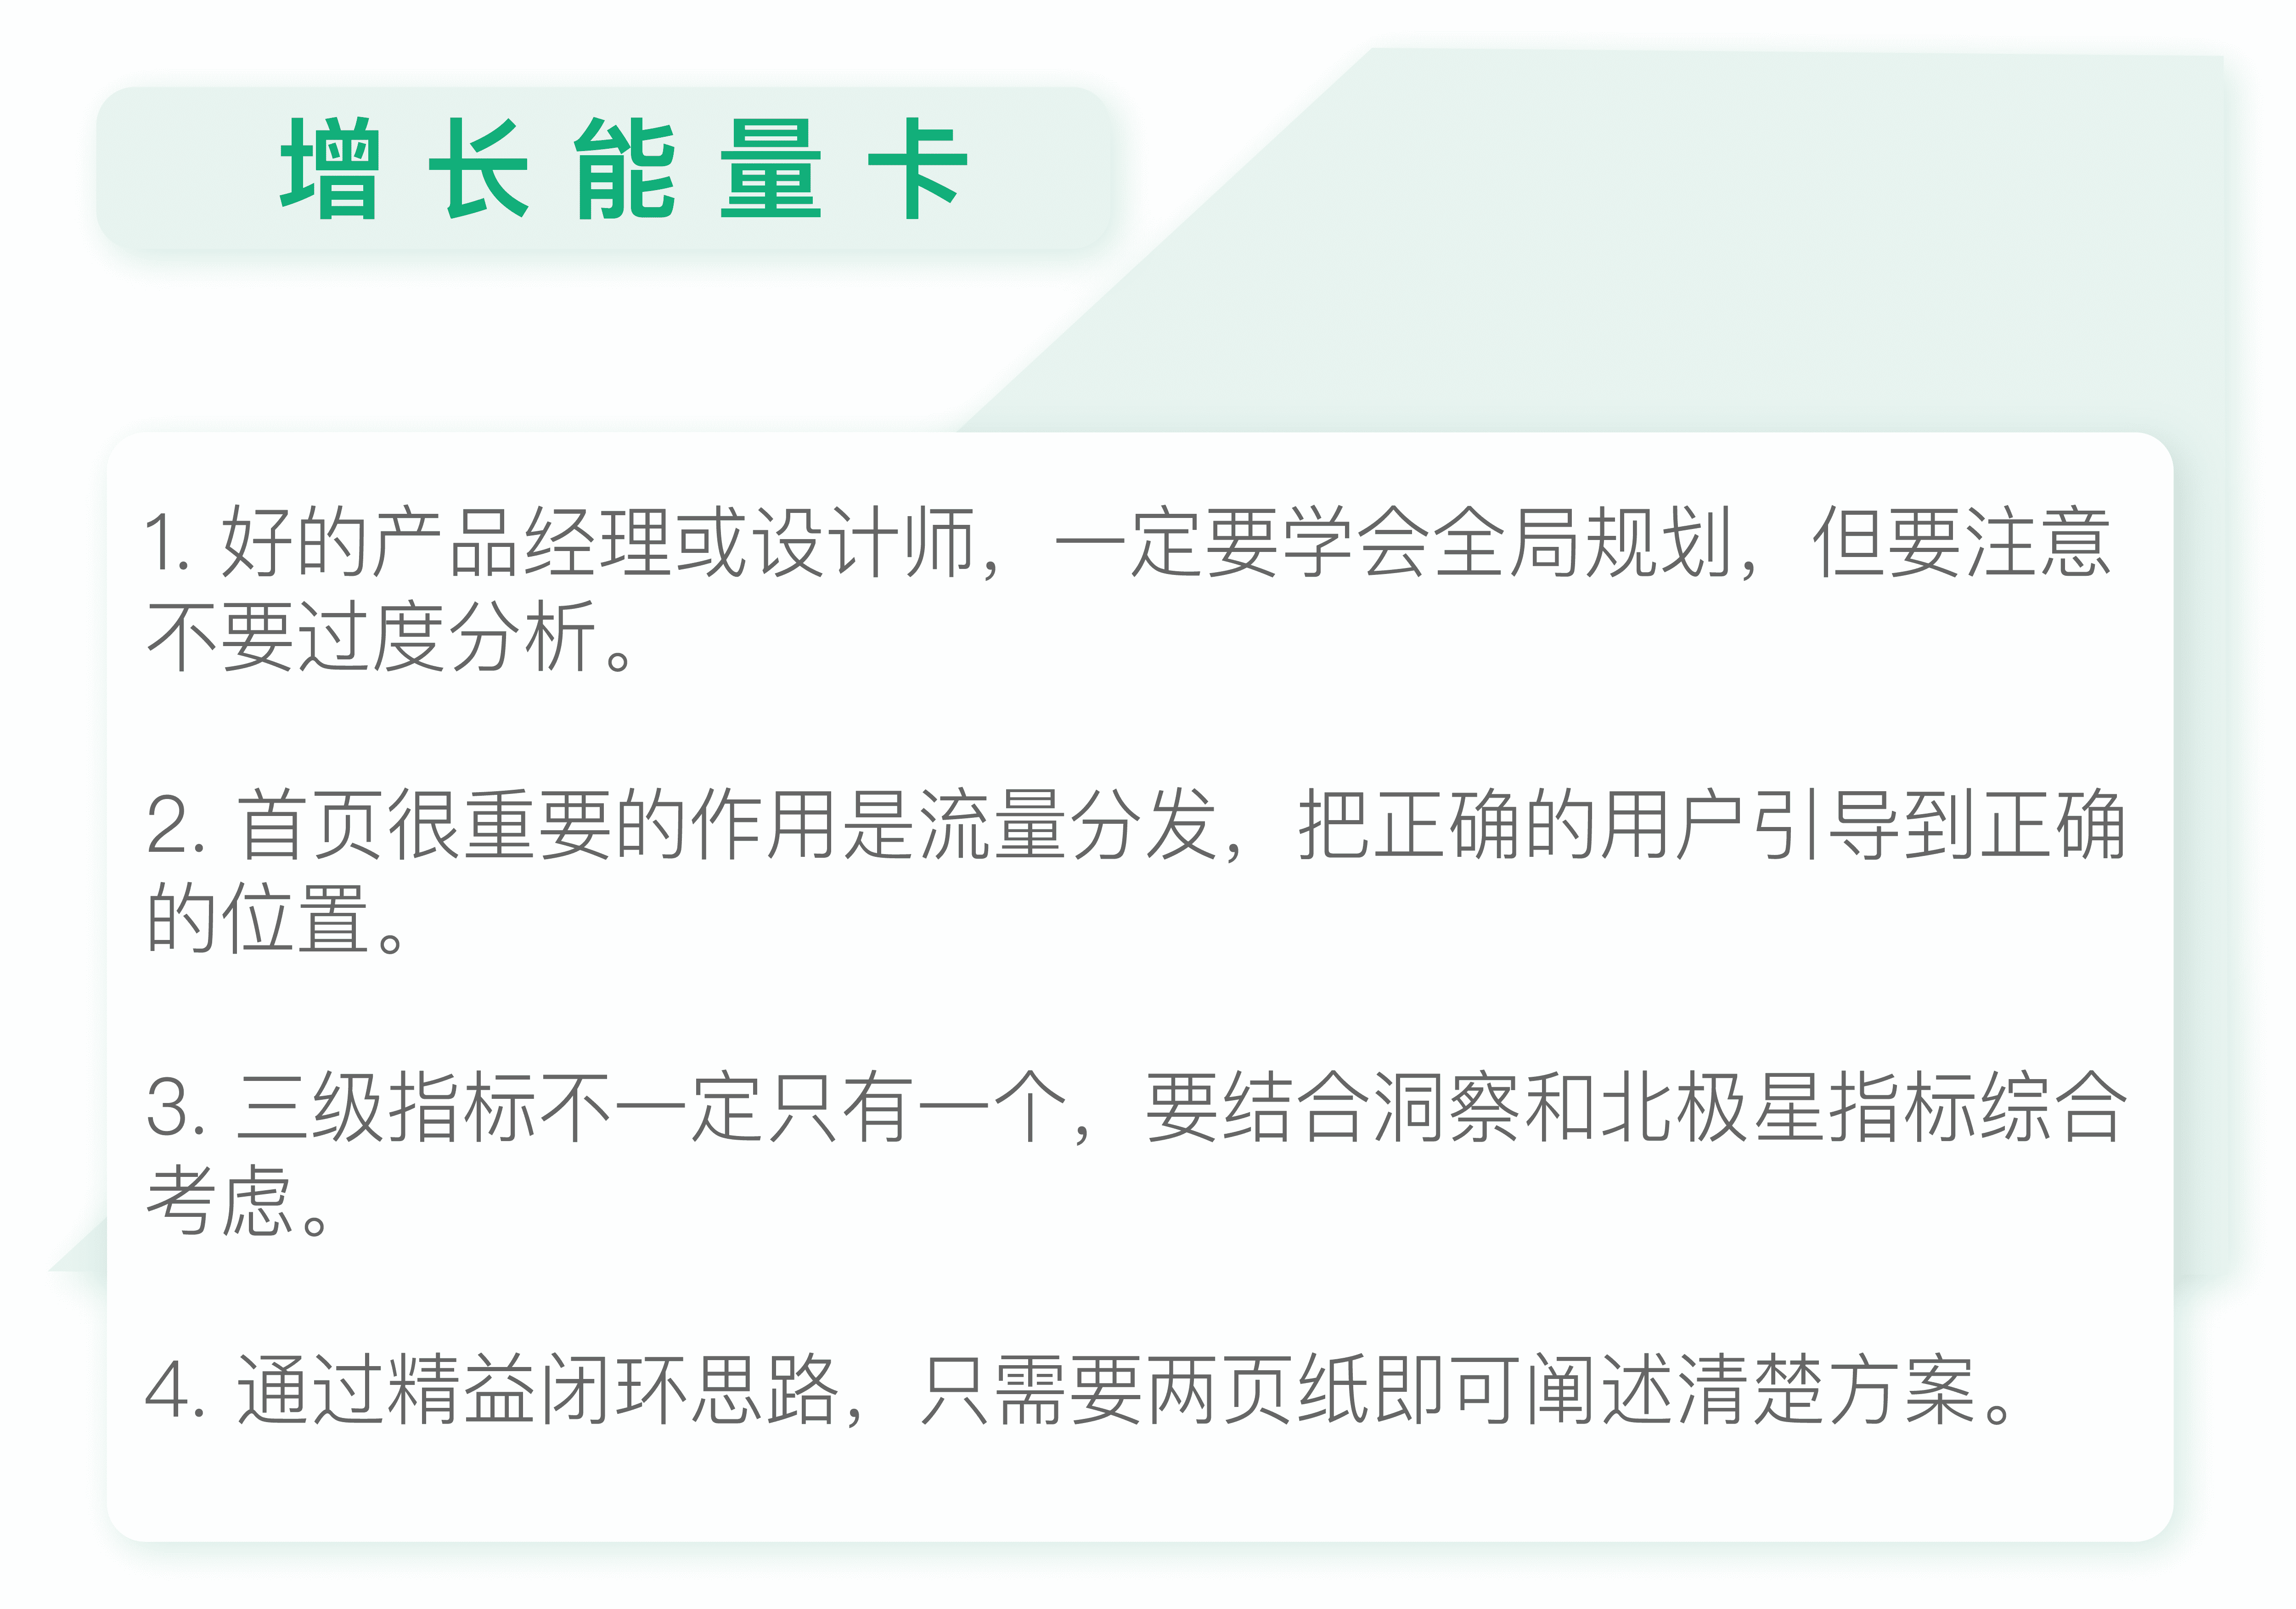 增长能量卡
1. 好的产品经理或设计师，一定要学会全局规划，但要注意
不要过度分析。
2. 首页很重要的作用是流量分发，把正确的用户引导到正确
的位置。
3. 三级指标不一定只有一个，要结合洞察和北极星指标综合
考虑。
4. 通过精益闭环思路，只需要两页纸即可阐述清楚方案。